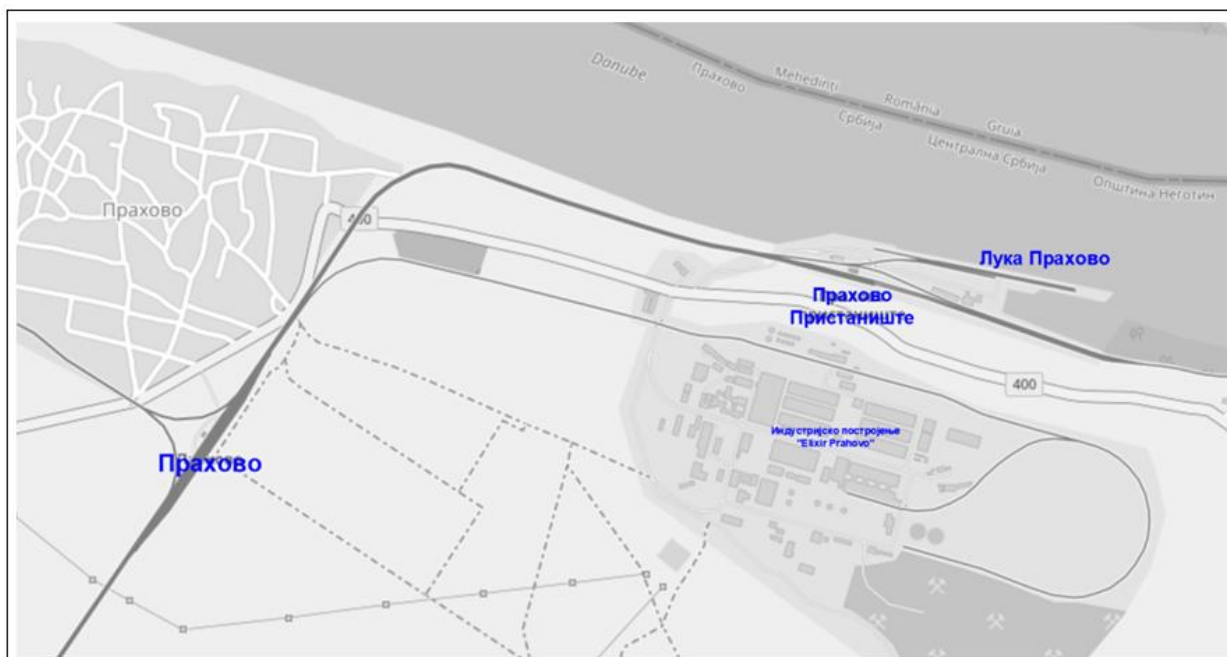 Danube
Прахово
Mehedinți
România
Gruia
Србија
Централна Србија
Општина Неготин
Прахово
400
Лука Прахово
Прахово
Пристаниште
400
Индустријско постројење
"Elixir Prahovo"
Прахово